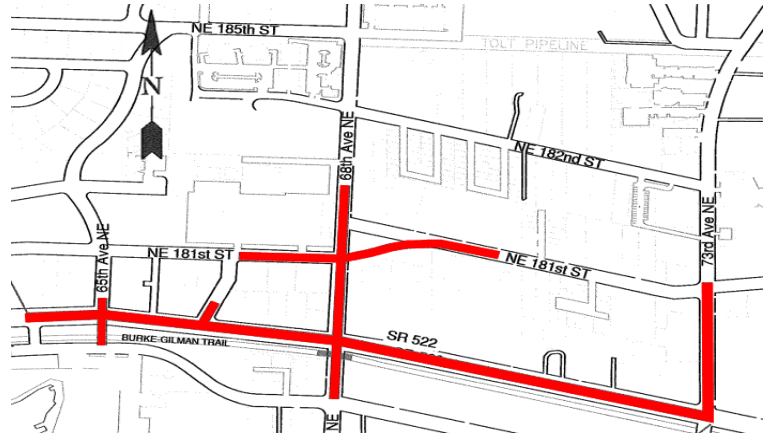 NE 185th ST
TOLT PIPELINE
N
68th Ave NE
NE 182nd ST
65th Ave NE
NE 181st ST
NE 181st ST
73rd Ave NE
SR 522
BURKE-GILMAN TRAIL
NE